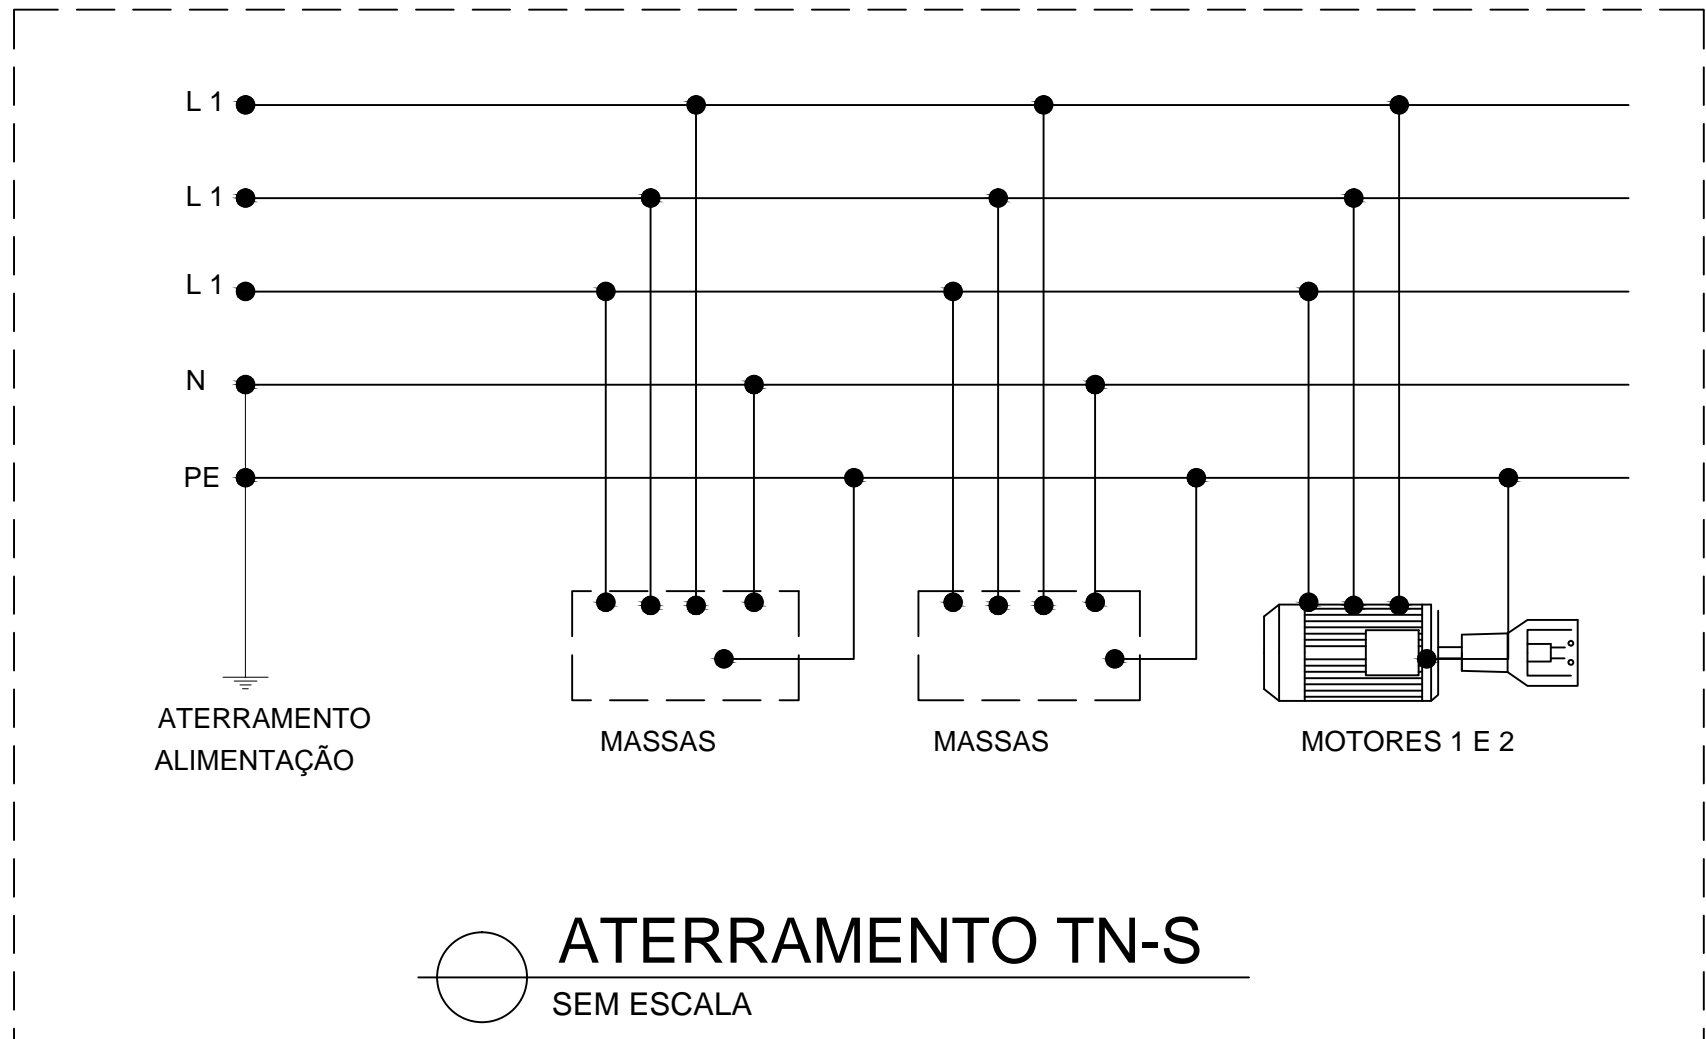 L 1
L 1
L 1
N
PE
ATERRAMENTO
ALIMENTAÇÃO
MASSAS
MASSAS
MOTORES 1 E 2
ATERRAMENTO TN-S
SEM ESCALA